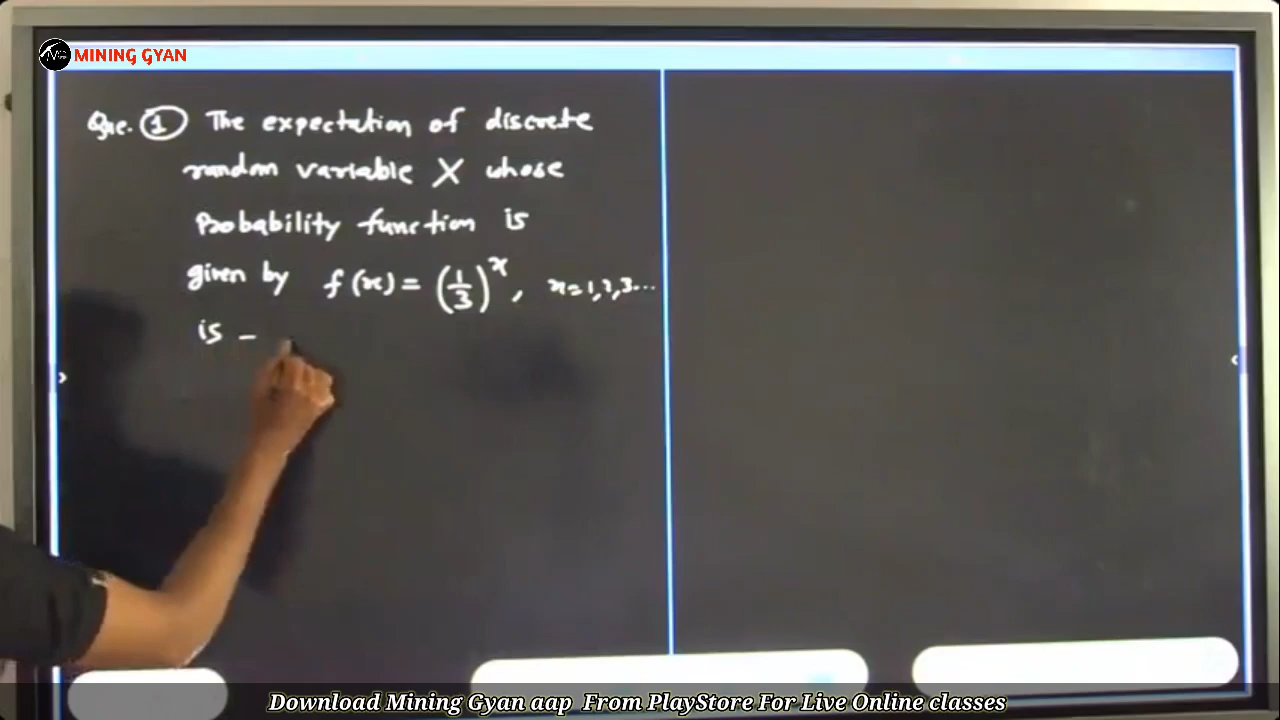 MINING GYAN
Que. 1 The expectation of discrete
random variable X whose
Probability function is
given by f(x) = (1/3)^x, x=1,2,3...
is -
Download Mining Gyan aap From PlayStore For Live Online classes